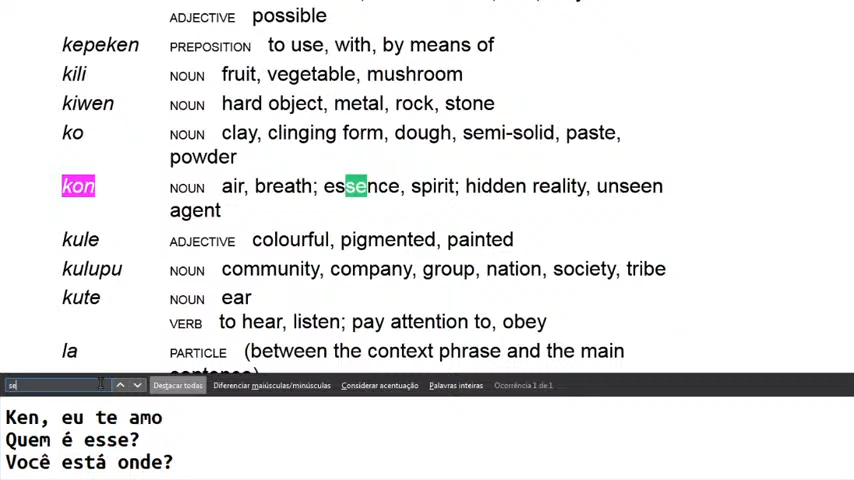 ADJECTIVE possible
kepeken PREPOSITION to use, with, by means of
kili NOUN fruit, vegetable, mushroom
kiwen NOUN hard object, metal, rock, stone
ko NOUN clay, clinging form, dough, semi-solid, paste,
powder
kon NOUN air, breath; essence, spirit; hidden reality, unseen
agent
kule ADJECTIVE colourful, pigmented, painted
kulupu NOUN community, company, group, nation, society, tribe
kute NOUN ear
VERB to hear, listen; pay attention to, obey
la PARTICLE (between the context phrase and the main
sentence)
se Destacar todas Diferenciar maiúsculas/minúsculas Considerar acentuação Palavras inteiras Ocorrência 1 de 1
Ken, eu te amo
Quem é esse?
Você está onde?